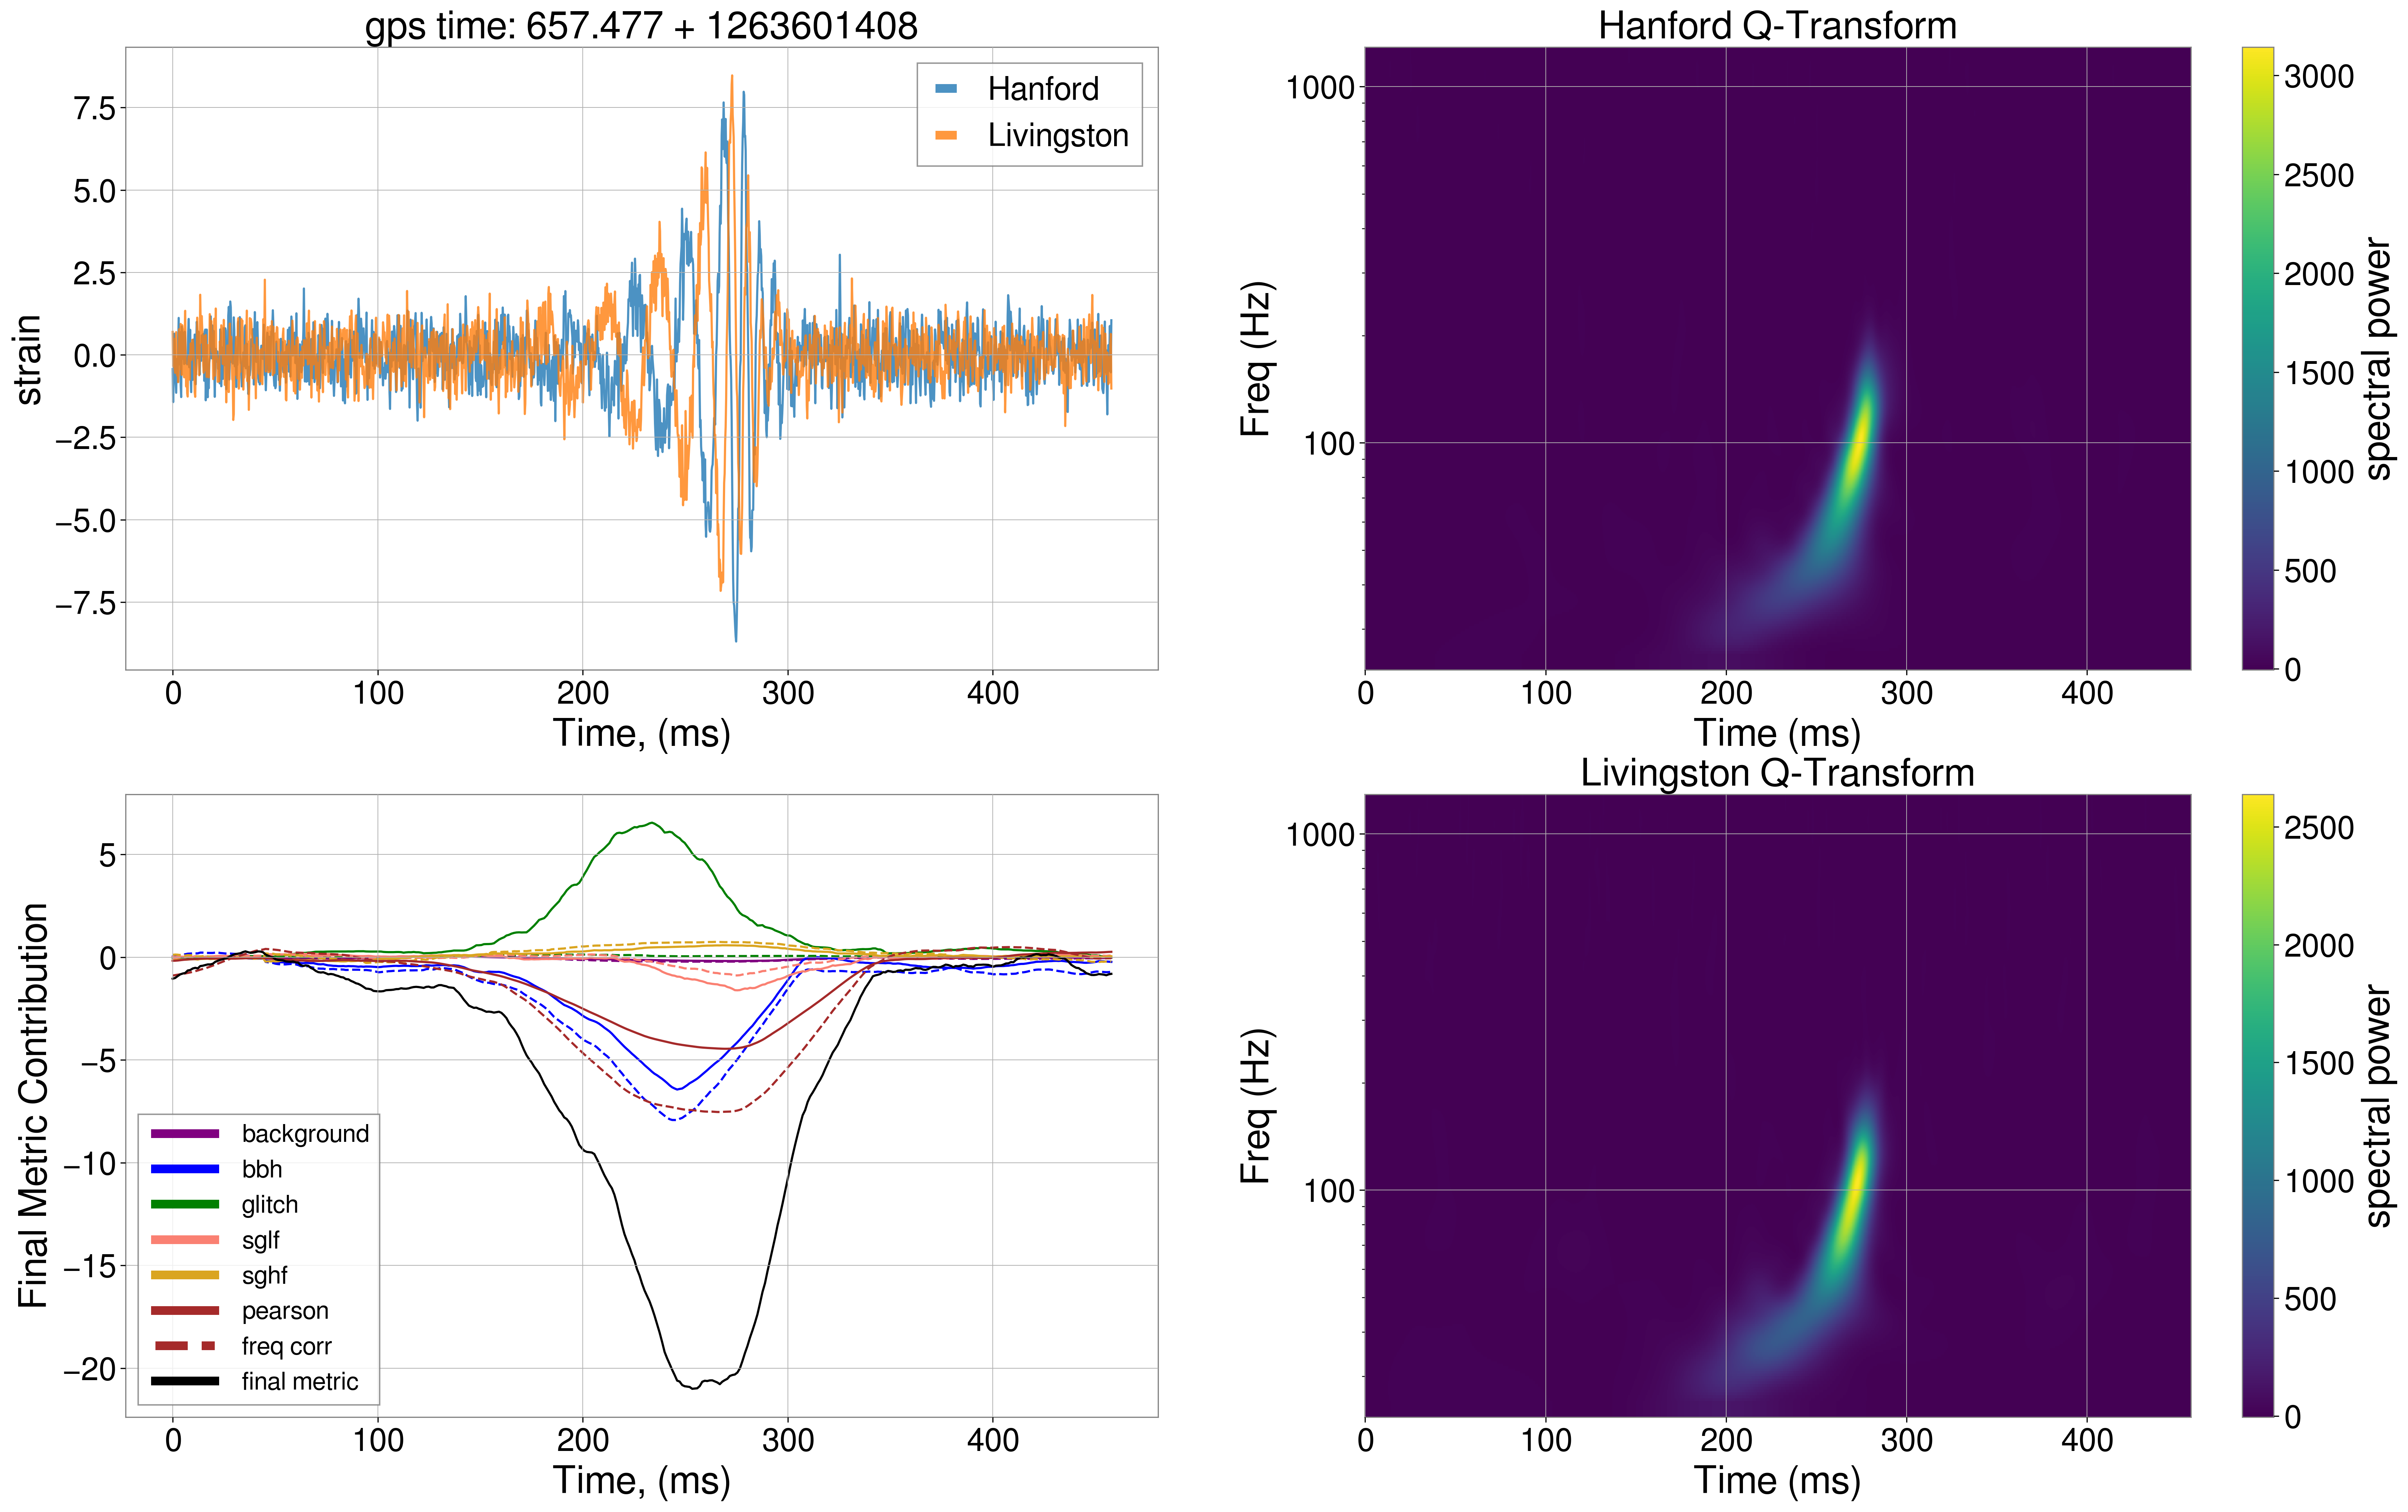 gps time: 657.477 + 1263601408
strain
7.5
5.0
2.5
0.0
−2.5
−5.0
−7.5
Hanford
Livingston
0 100 200 300 400
Time, (ms)
Hanford Q-Transform
Freq (Hz)
1000
100
0 100 200 300 400
Time (ms)
3000
2500
2000
1500
1000
500
0
spectral power
Final Metric Contribution
5
0
−5
−10
−15
−20
background
bbh
glitch
sglf
sghf
pearson
freq corr
final metric
0 100 200 300 400
Time, (ms)
Livingston Q-Transform
Freq (Hz)
1000
100
0 100 200 300 400
Time (ms)
2500
2000
1500
1000
500
0
spectral power